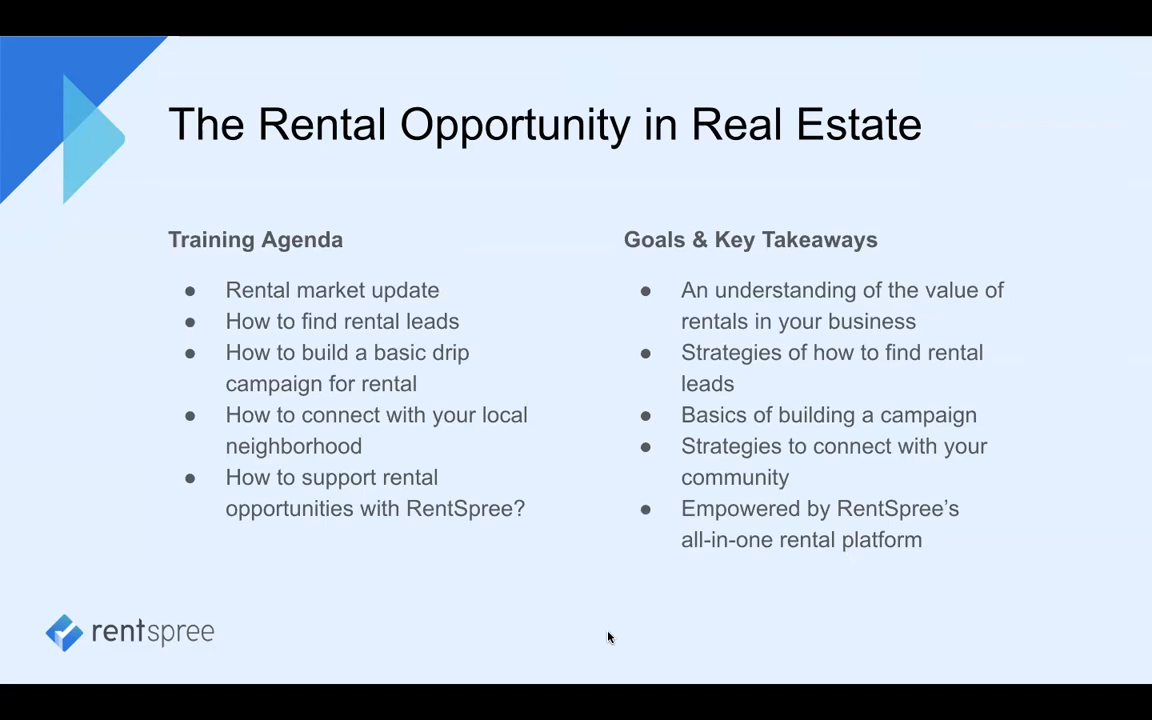 The Rental Opportunity in Real Estate
Training Agenda
● Rental market update
● How to find rental leads
● How to build a basic drip
campaign for rental
● How to connect with your local
neighborhood
● How to support rental
opportunities with RentSpree?
Goals & Key Takeaways
● An understanding of the value of
rentals in your business
● Strategies of how to find rental
leads
● Basics of building a campaign
● Strategies to connect with your
community
● Empowered by RentSpree’s
all-in-one rental platform
rentspree